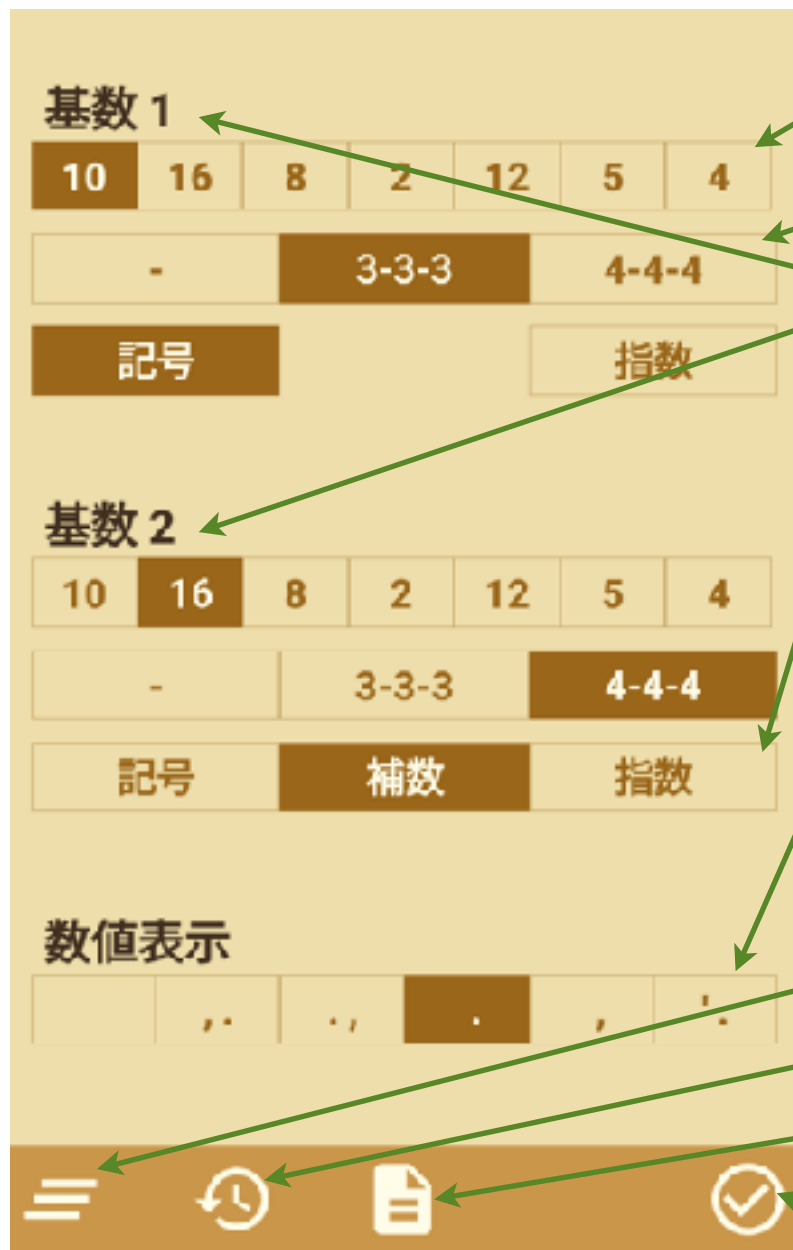 基数 1
10 16 8 2 12 5 4
- 3-3-3 4-4-4
記号 指数
基数 2
10 16 8 2 12 5 4
- 3-3-3 4-4-4
記号 補数 指数
数値表示
,. ., . , '.